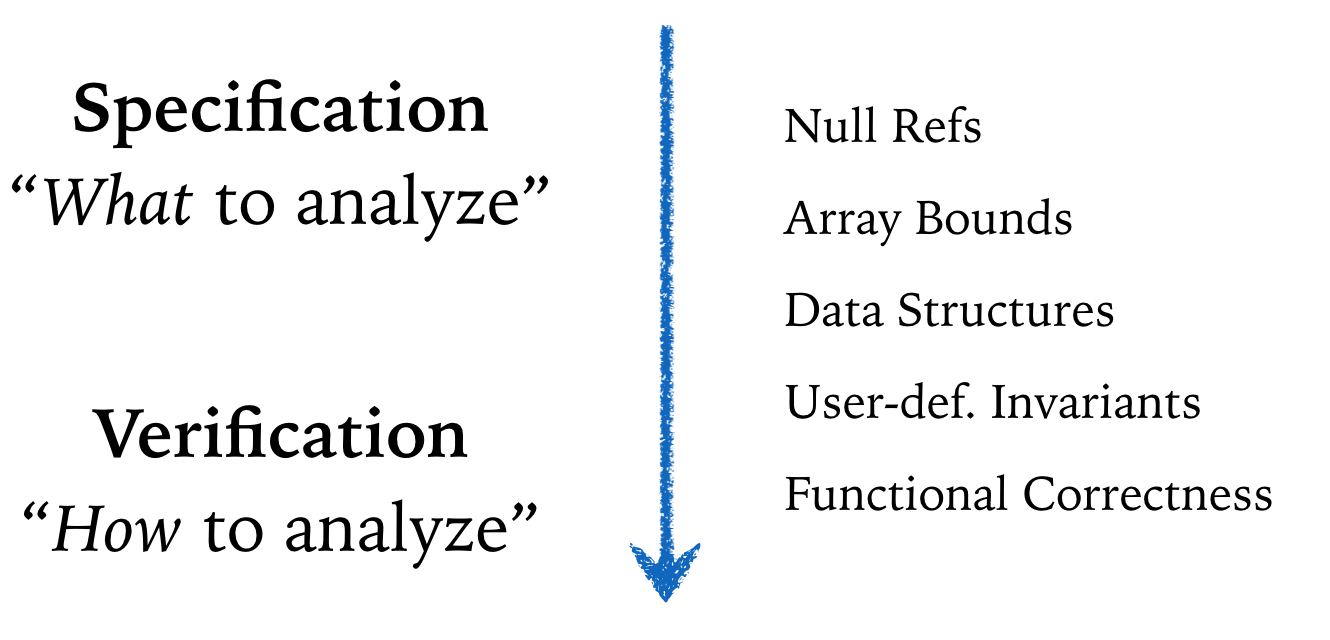 Specification
“What to analyze”
Verification
“How to analyze”
Null Refs
Array Bounds
Data Structures
User-def. Invariants
Functional Correctness